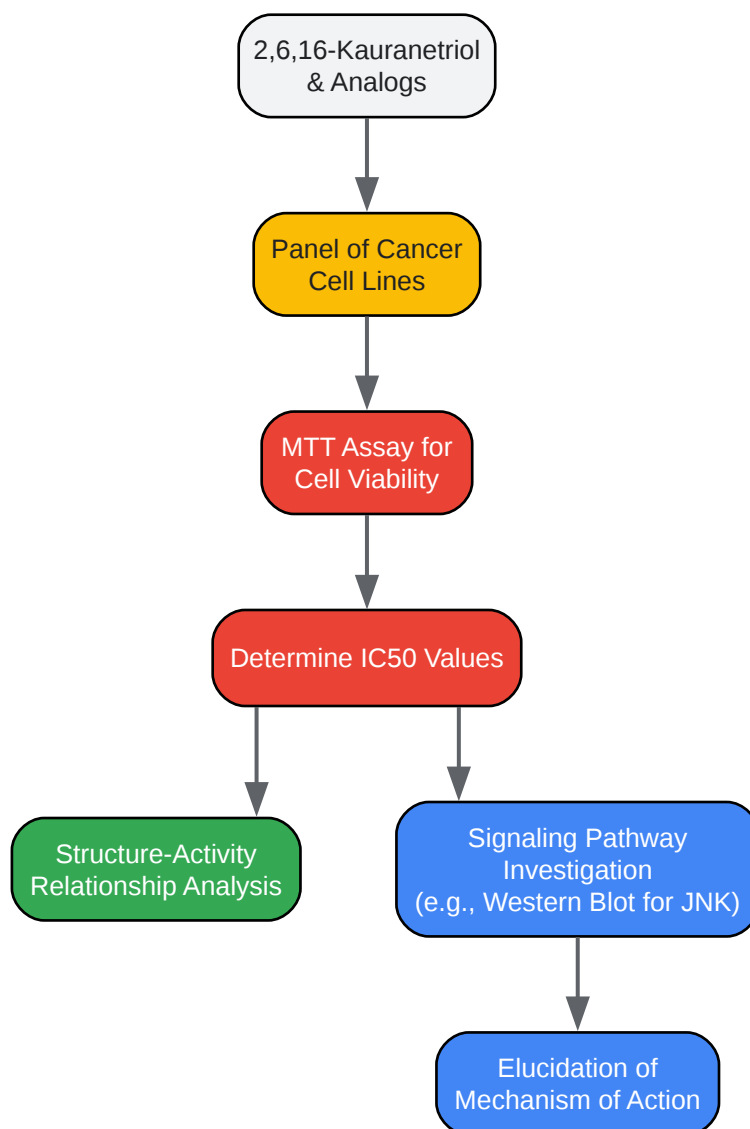 2,6,16-Kauranetriol
& Analogs
Panel of Cancer
Cell Lines
MTT Assay for
Cell Viability
Determine IC50 Values
Structure-Activity
Relationship Analysis
Signaling Pathway
Investigation
(e.g., Western Blot for JNK)
Elucidation of
Mechanism of Action